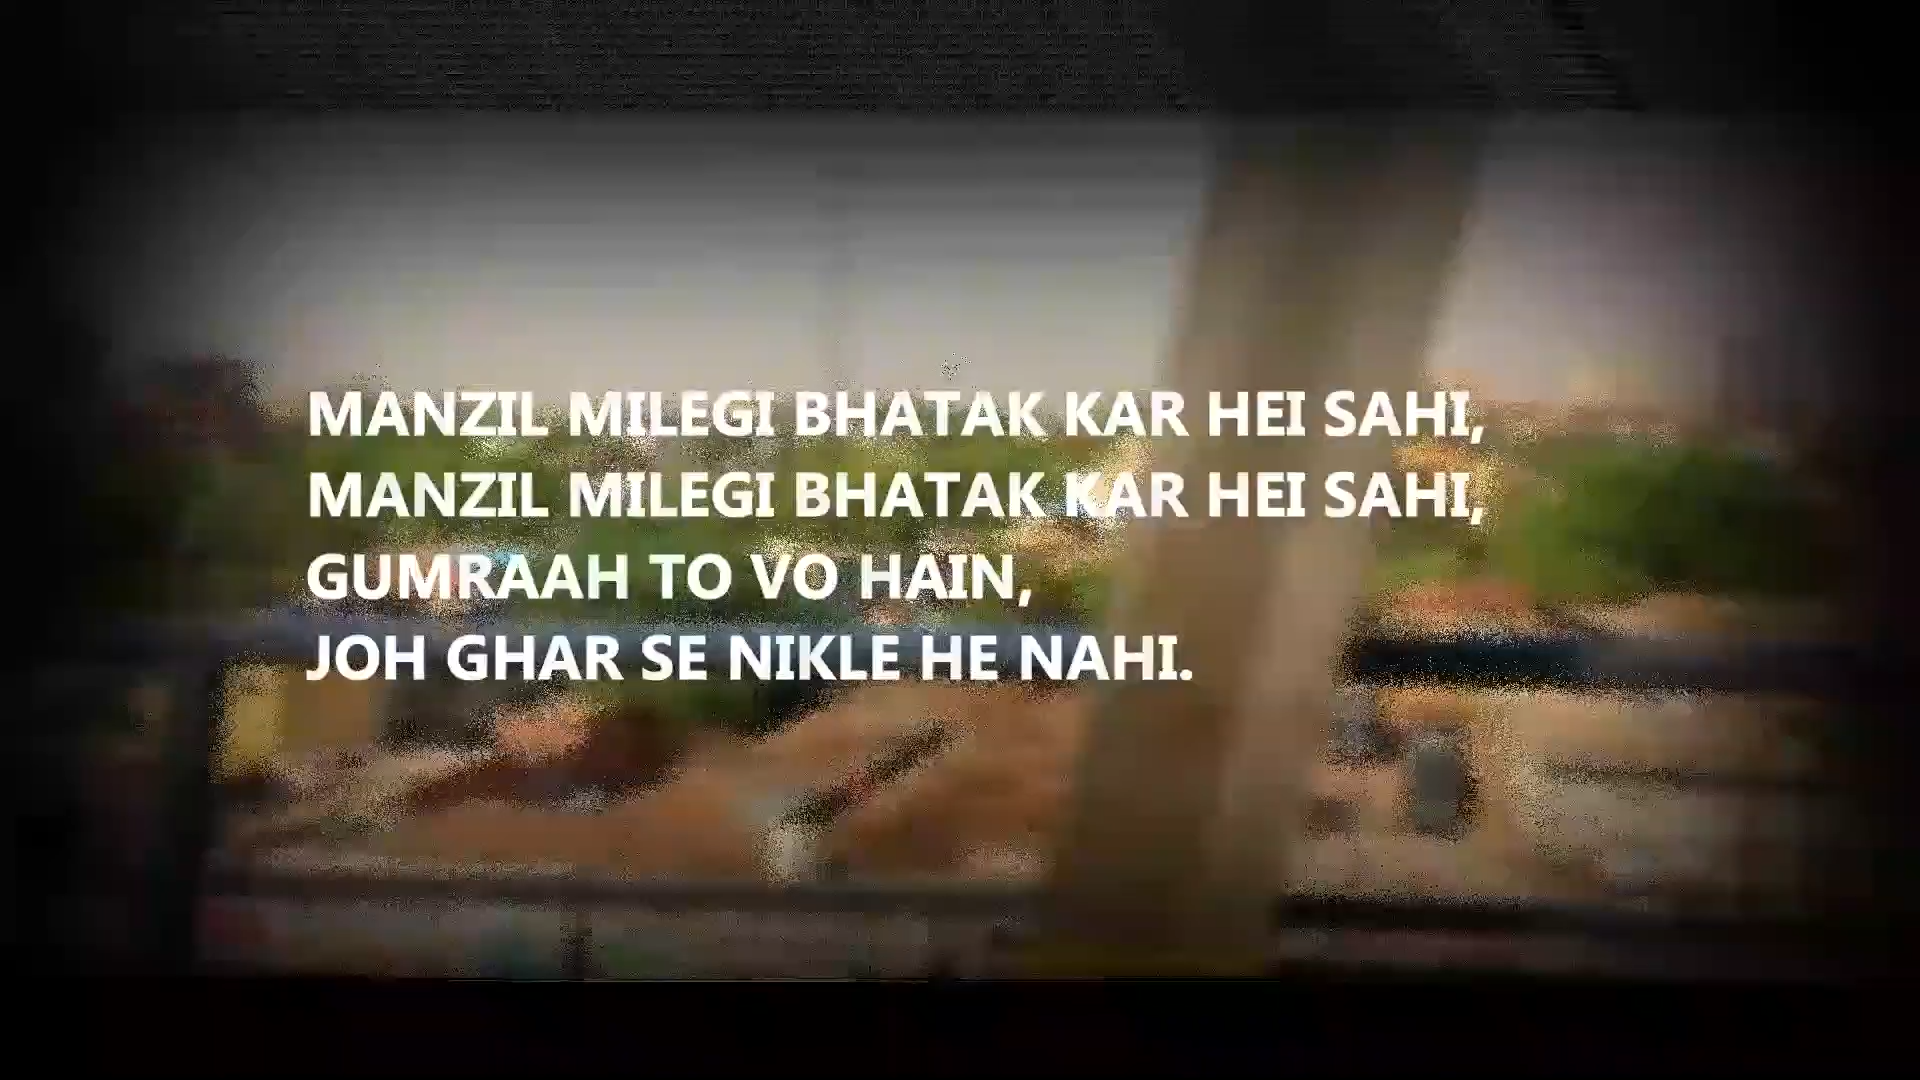 MANZIL MILEGI BHATAK KAR HEI SAHI,
MANZIL MILEGI BHATAK KAR HEI SAHI,
GUMRAAH TO VO HAIN,
JOH GHAR SE NIKLE HE NAHI.